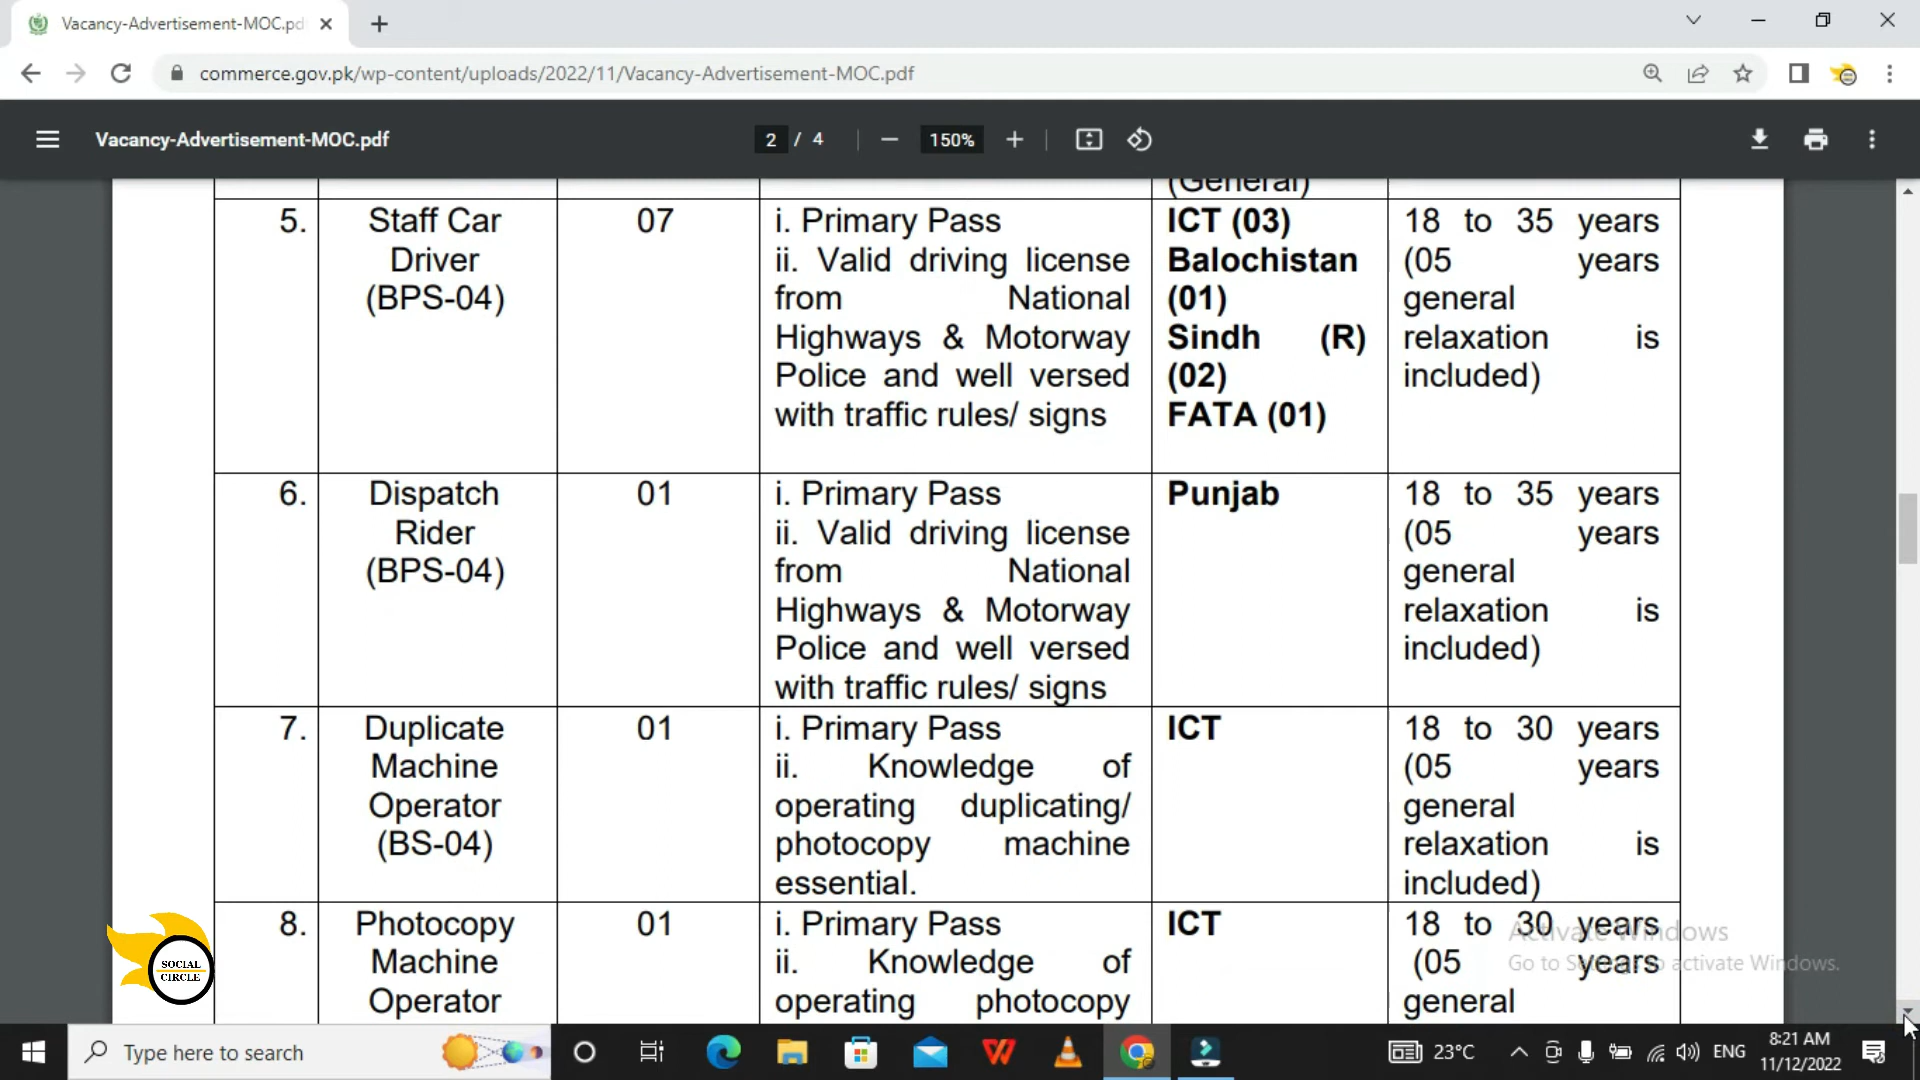 Vacancy-Advertisement-MOC.pd
commerce.gov.pk/wp-content/uploads/2022/11/Vacancy-Advertisement-MOC.pdf
Vacancy-Advertisement-MOC.pdf
2 / 4
150%
(General)
5.
Staff Car
Driver
(BPS-04)
07
i. Primary Pass
ii. Valid driving license
from National
Highways & Motorway
Police and well versed
with traffic rules/ signs
ICT (03)
Balochistan
(01)
Sindh (R)
(02)
FATA (01)
18 to 35 years
(05 years
general
relaxation is
included)
6.
Dispatch
Rider
(BPS-04)
01
i. Primary Pass
ii. Valid driving license
from National
Highways & Motorway
Police and well versed
with traffic rules/ signs
Punjab
18 to 35 years
(05 years
general
relaxation is
included)
7.
Duplicate
Machine
Operator
(BS-04)
01
i. Primary Pass
ii. Knowledge of
operating duplicating/
photocopy machine
essential.
ICT
18 to 30 years
(05 years
general
relaxation is
included)
8.
Photocopy
Machine
Operator
01
i. Primary Pass
ii. Knowledge of
operating photocopy
ICT
18 to 30 years
(05 years
general
Activate Windows
Go to Settings to activate Windows.
SOCIAL
CIRCLE
Type here to search
23°C
ENG
8:21 AM
11/12/2022